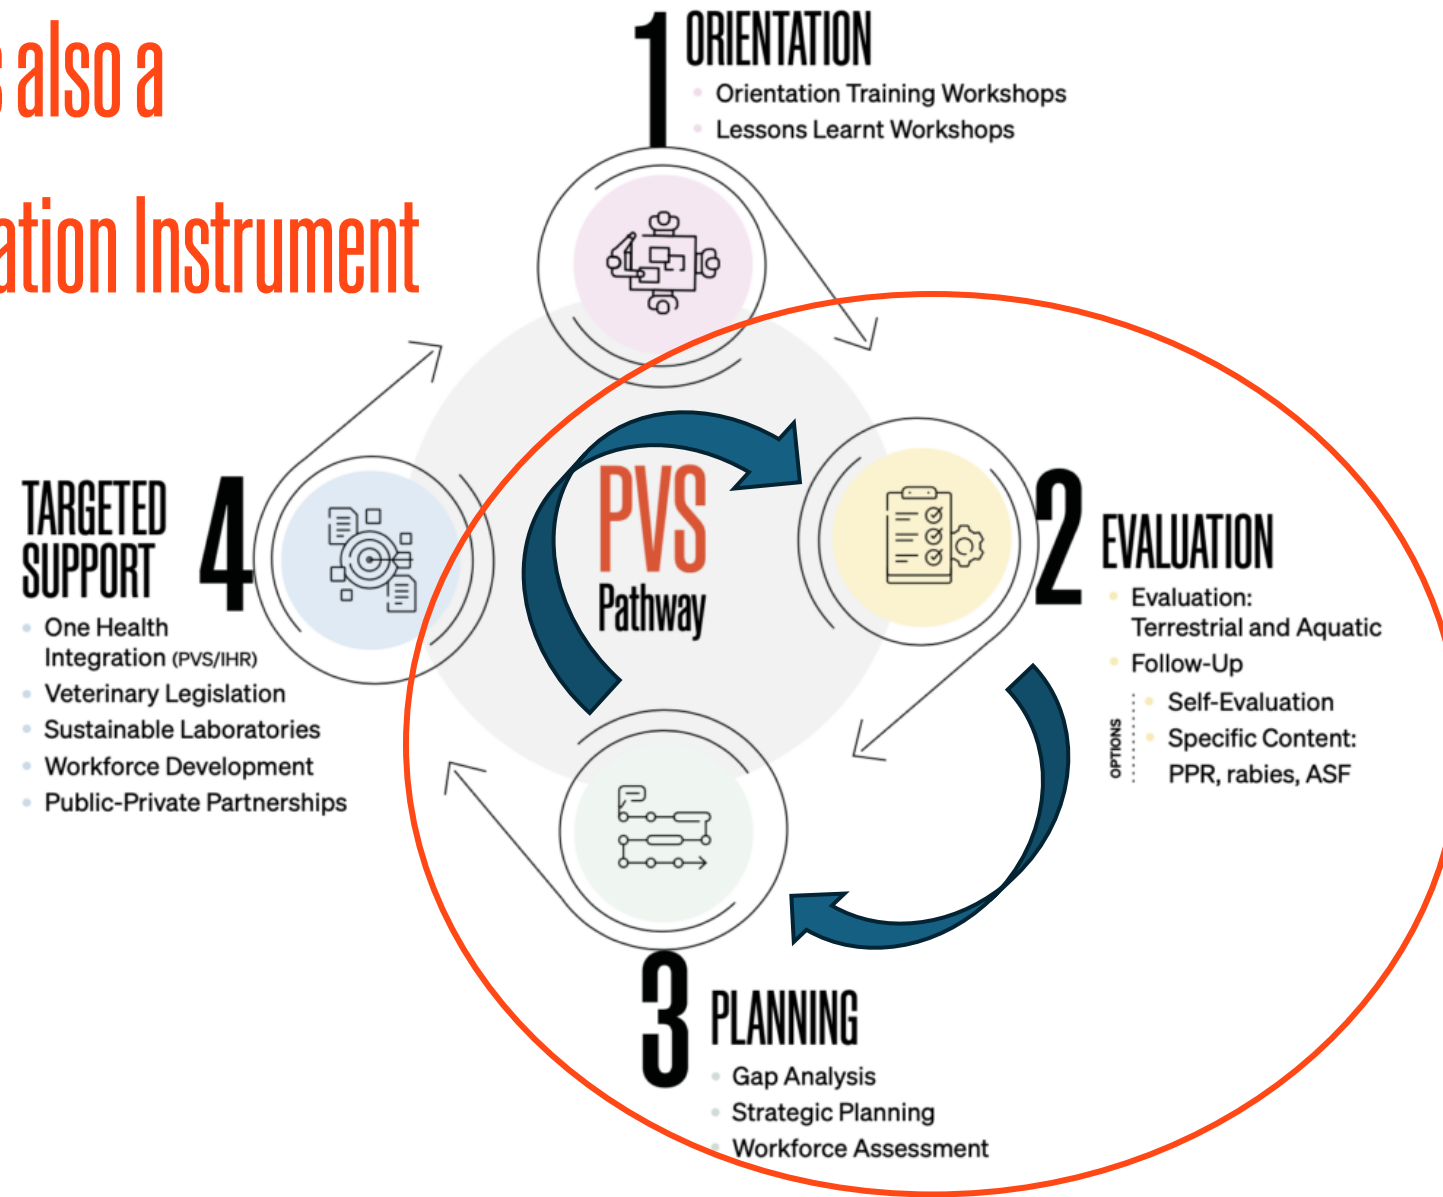 also a
Instrument
1 ORIENTATION
Orientation Training Workshops
Lessons Learnt Workshops
PVS
Pathway
2 EVALUATION
Evaluation:
Terrestrial and Aquatic
Follow-Up
OPTIONS
Self-Evaluation
Specific Content:
PPR, rabies, ASF
3 PLANNING
Gap Analysis
Strategic Planning
Workforce Assessment
TARGETED
SUPPORT
4
One Health
Integration (PVS/IHR)
Veterinary Legislation
Sustainable Laboratories
Workforce Development
Public-Private Partnerships